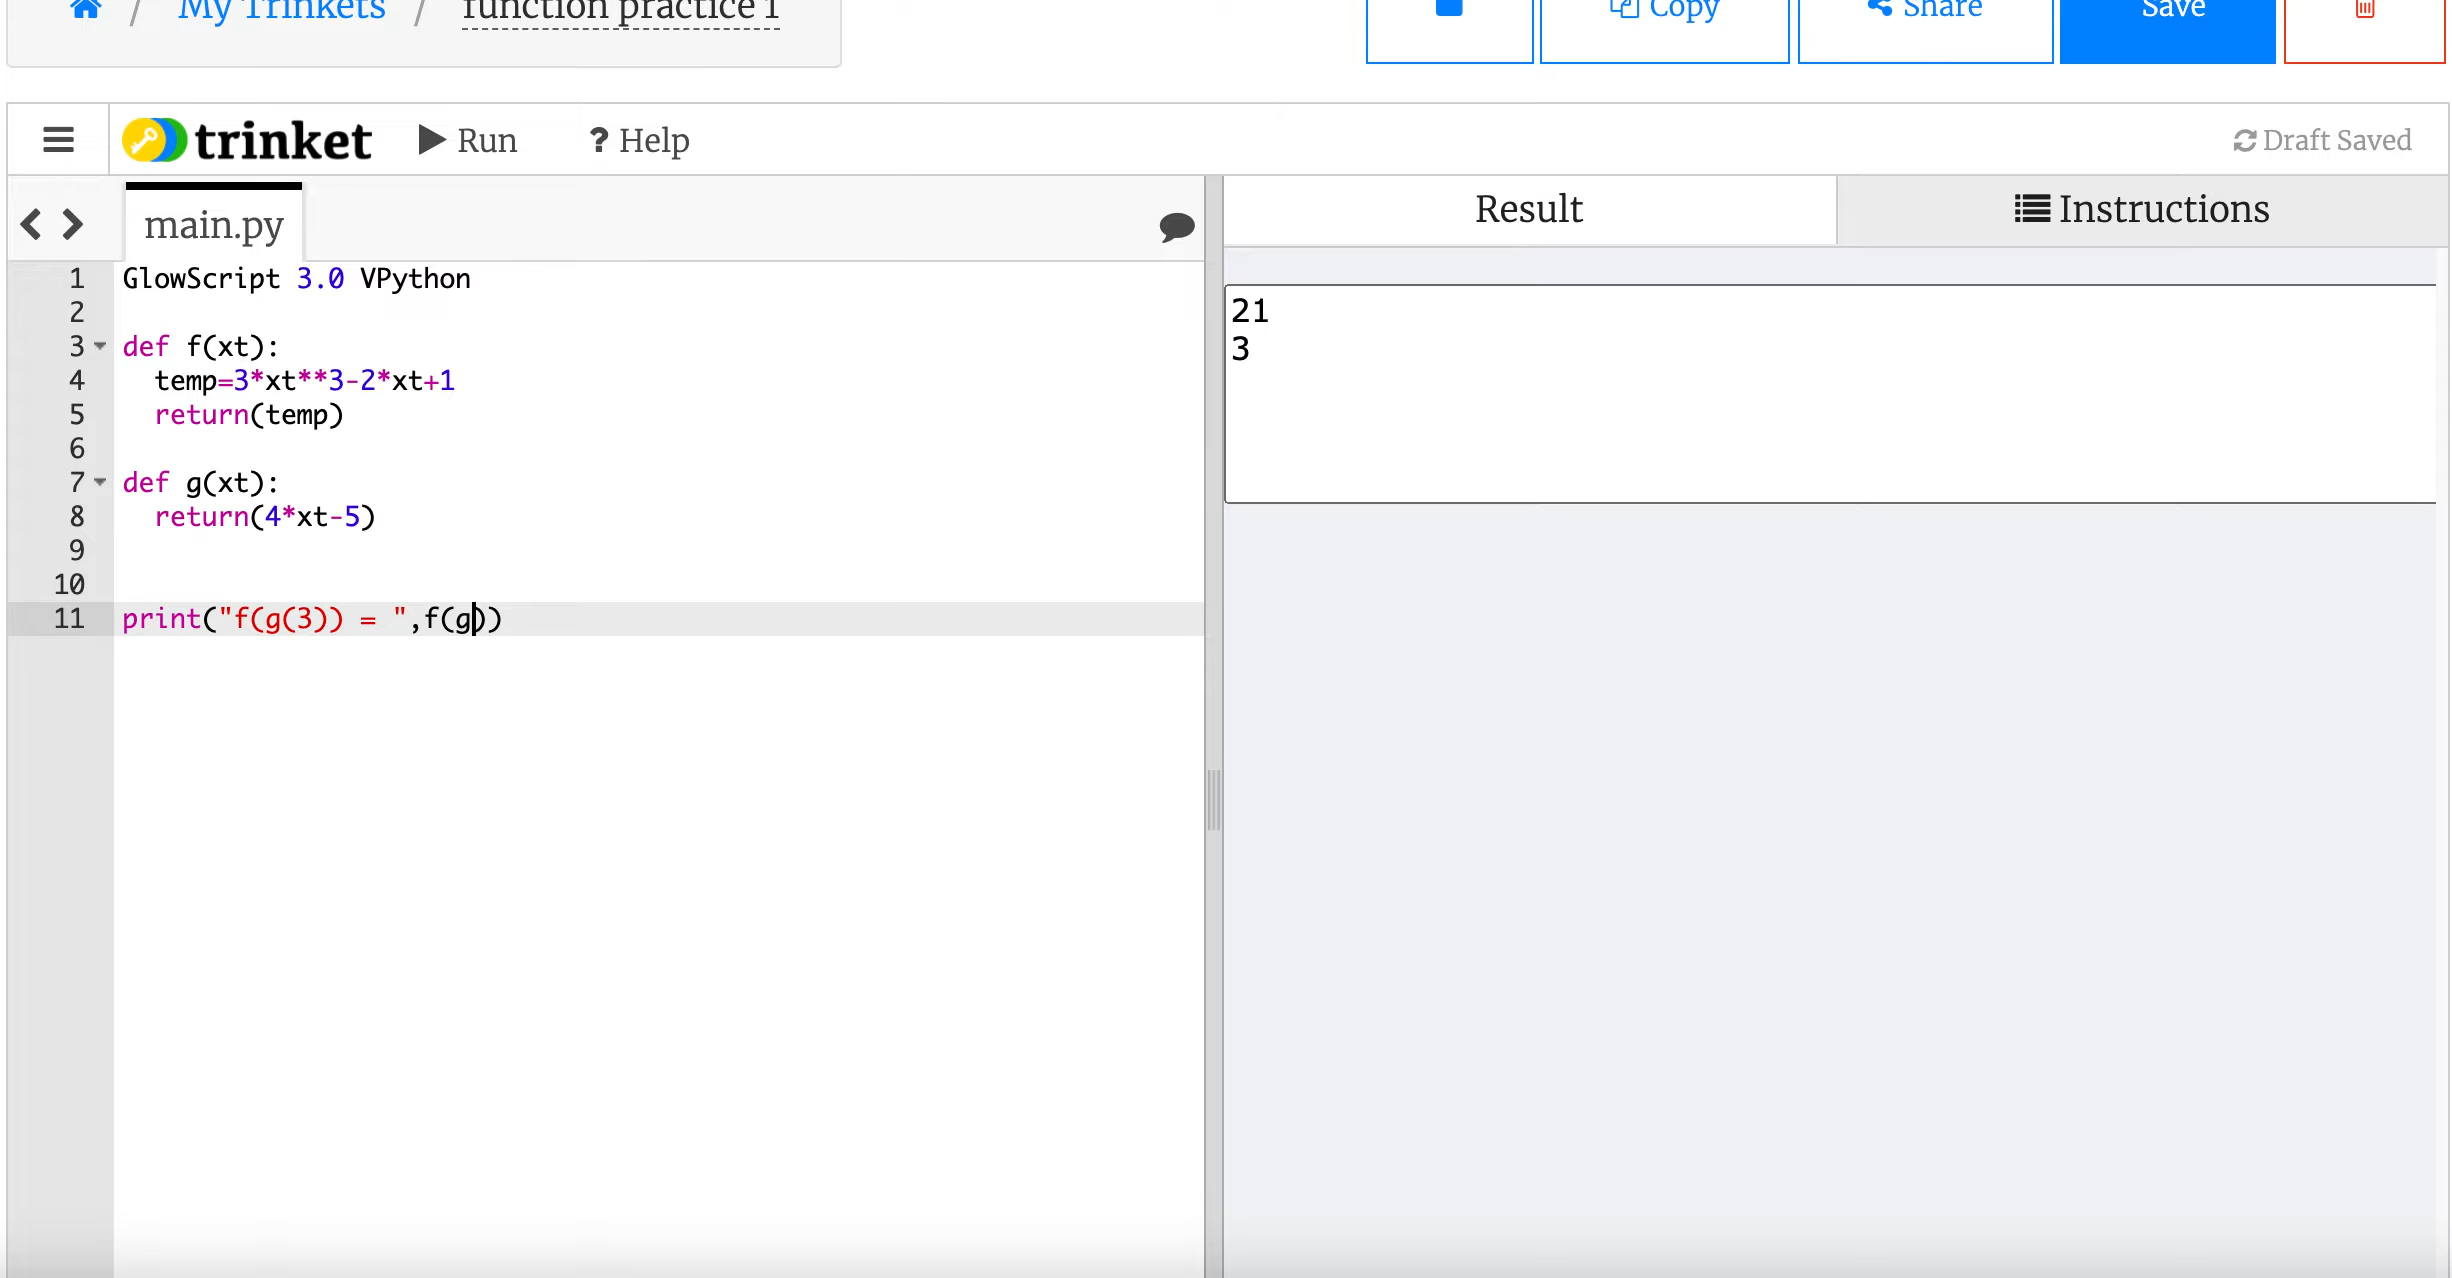 / My Trinkets / function practice 1
Copy Share Save
trinket Run ? Help Draft Saved
main.py
Result Instructions
1 GlowScript 3.0 VPython
2
3 def f(xt):
4 temp=3*xt**3-2*xt+1
5 return(temp)
6
7 def g(xt):
8 return(4*xt-5)
9
10
11 print("f(g(3)) = ",f(g))
21
3